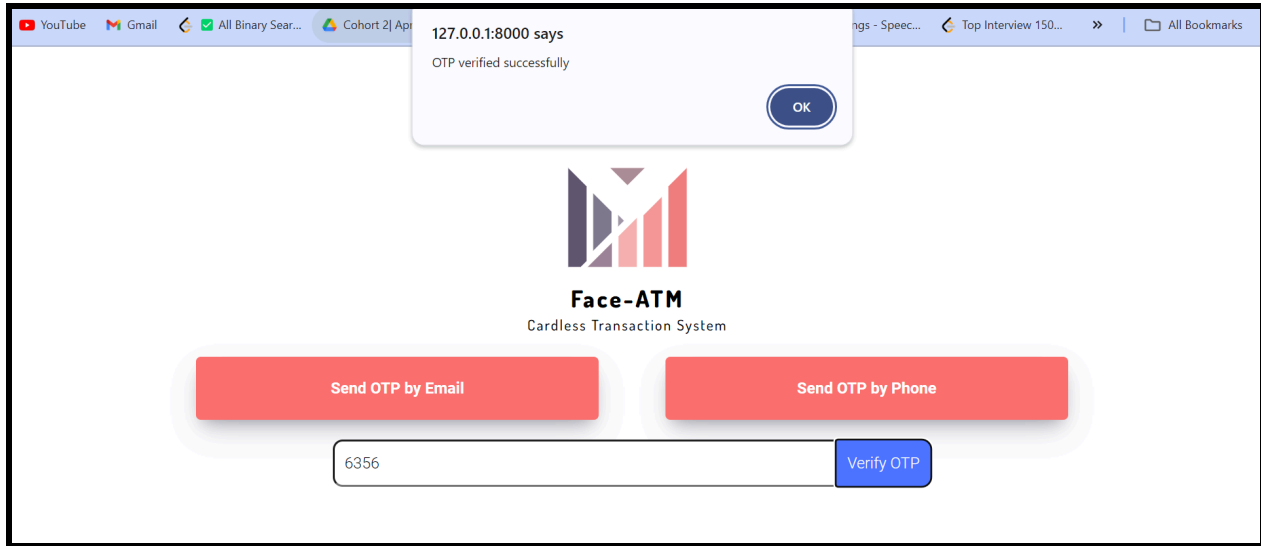 YouTube Gmail All Binary Sear... Cohort 2| Apr ngs - Speec... Top Interview 150... » All Bookmarks
127.0.0.1:8000 says
OTP verified successfully
OK
Face-ATM
Cardless Transaction System
Send OTP by Email Send OTP by Phone
6356 Verify OTP